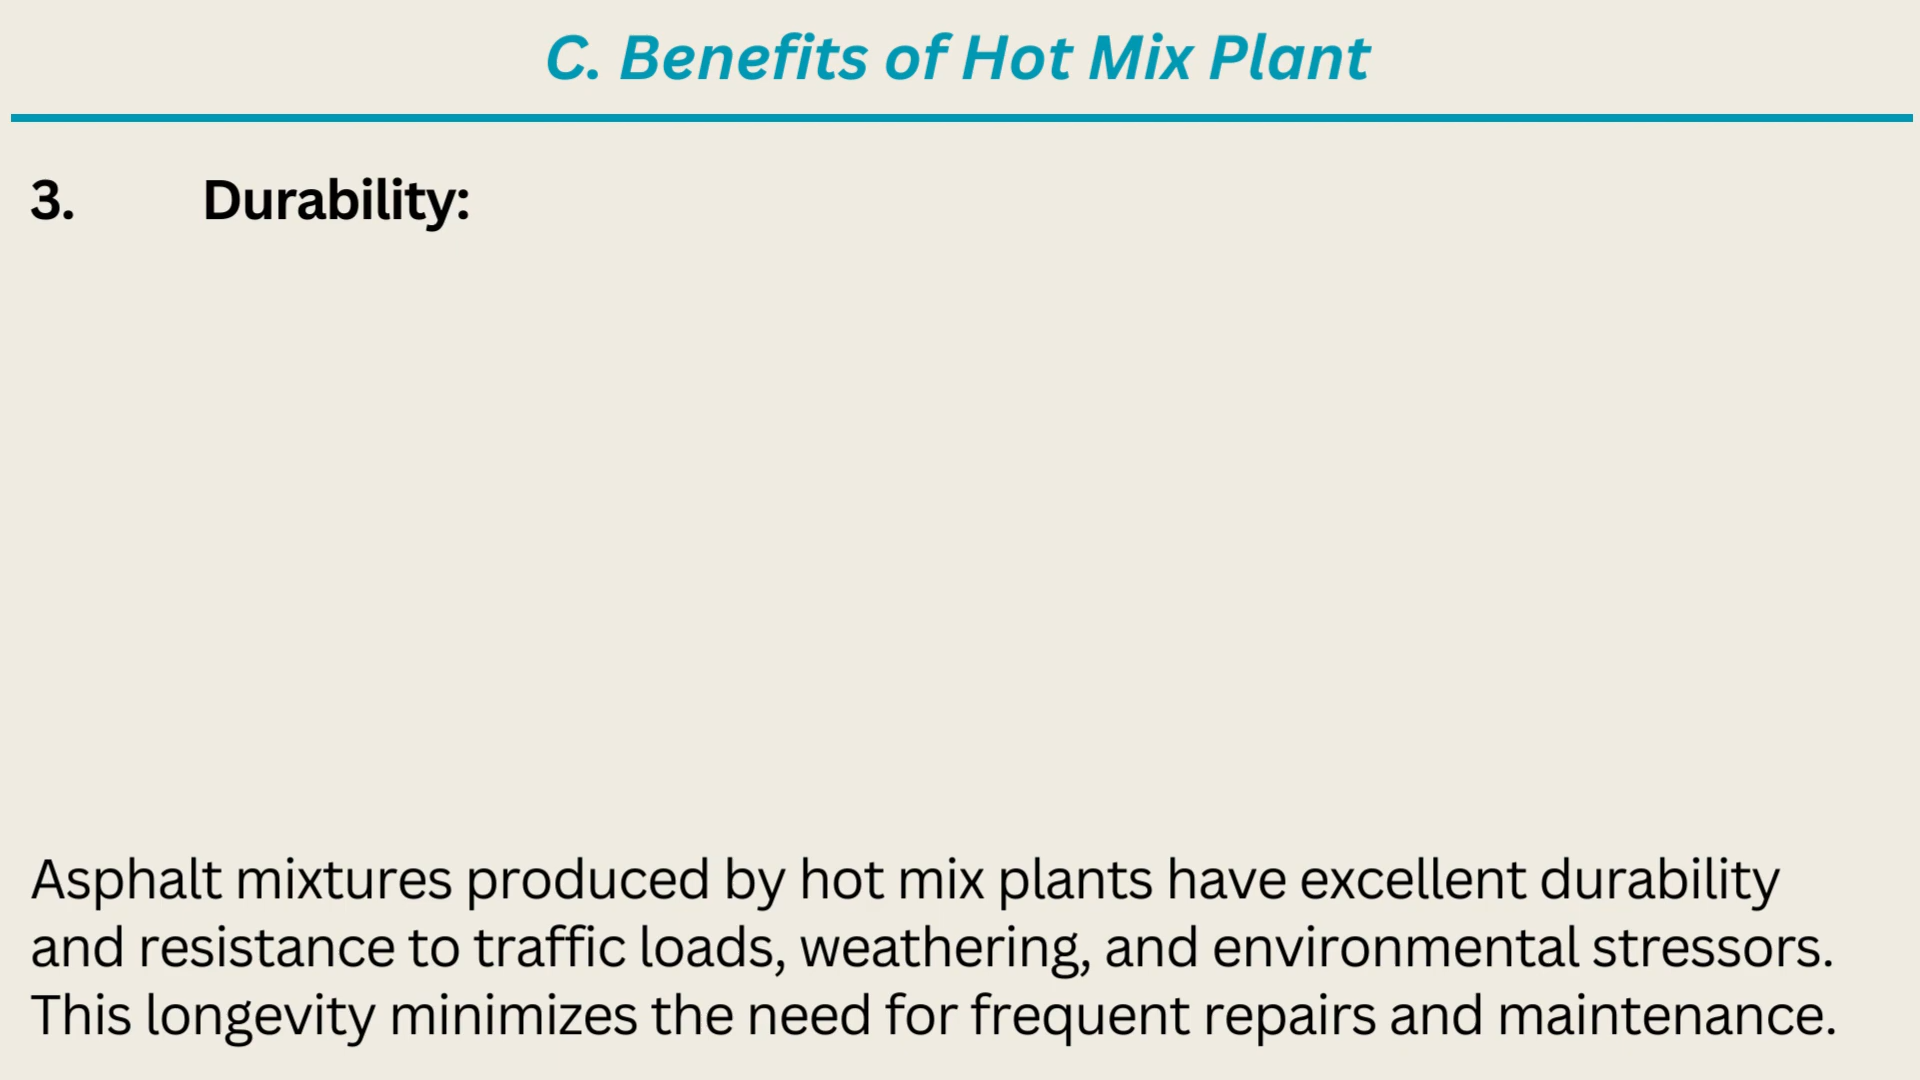 C. Benefits of Hot Mix Plant
3. Durability:
Asphalt mixtures produced by hot mix plants have excellent durability
and resistance to traffic loads, weathering, and environmental stressors.
This longevity minimizes the need for frequent repairs and maintenance.